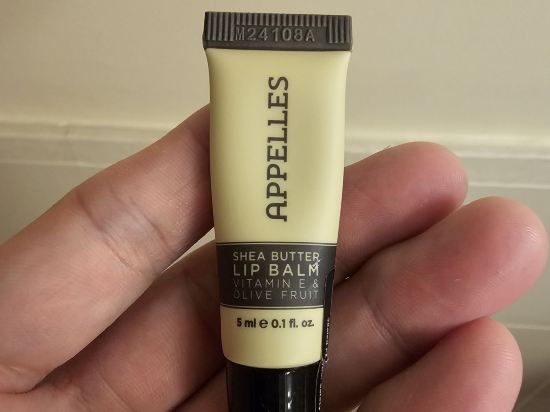 M24108A
APPELLES
SHEA BUTTER
LIP BALM
VITAMIN E &
OLIVE FRUIT
5 ml e 0.1 fl. oz.